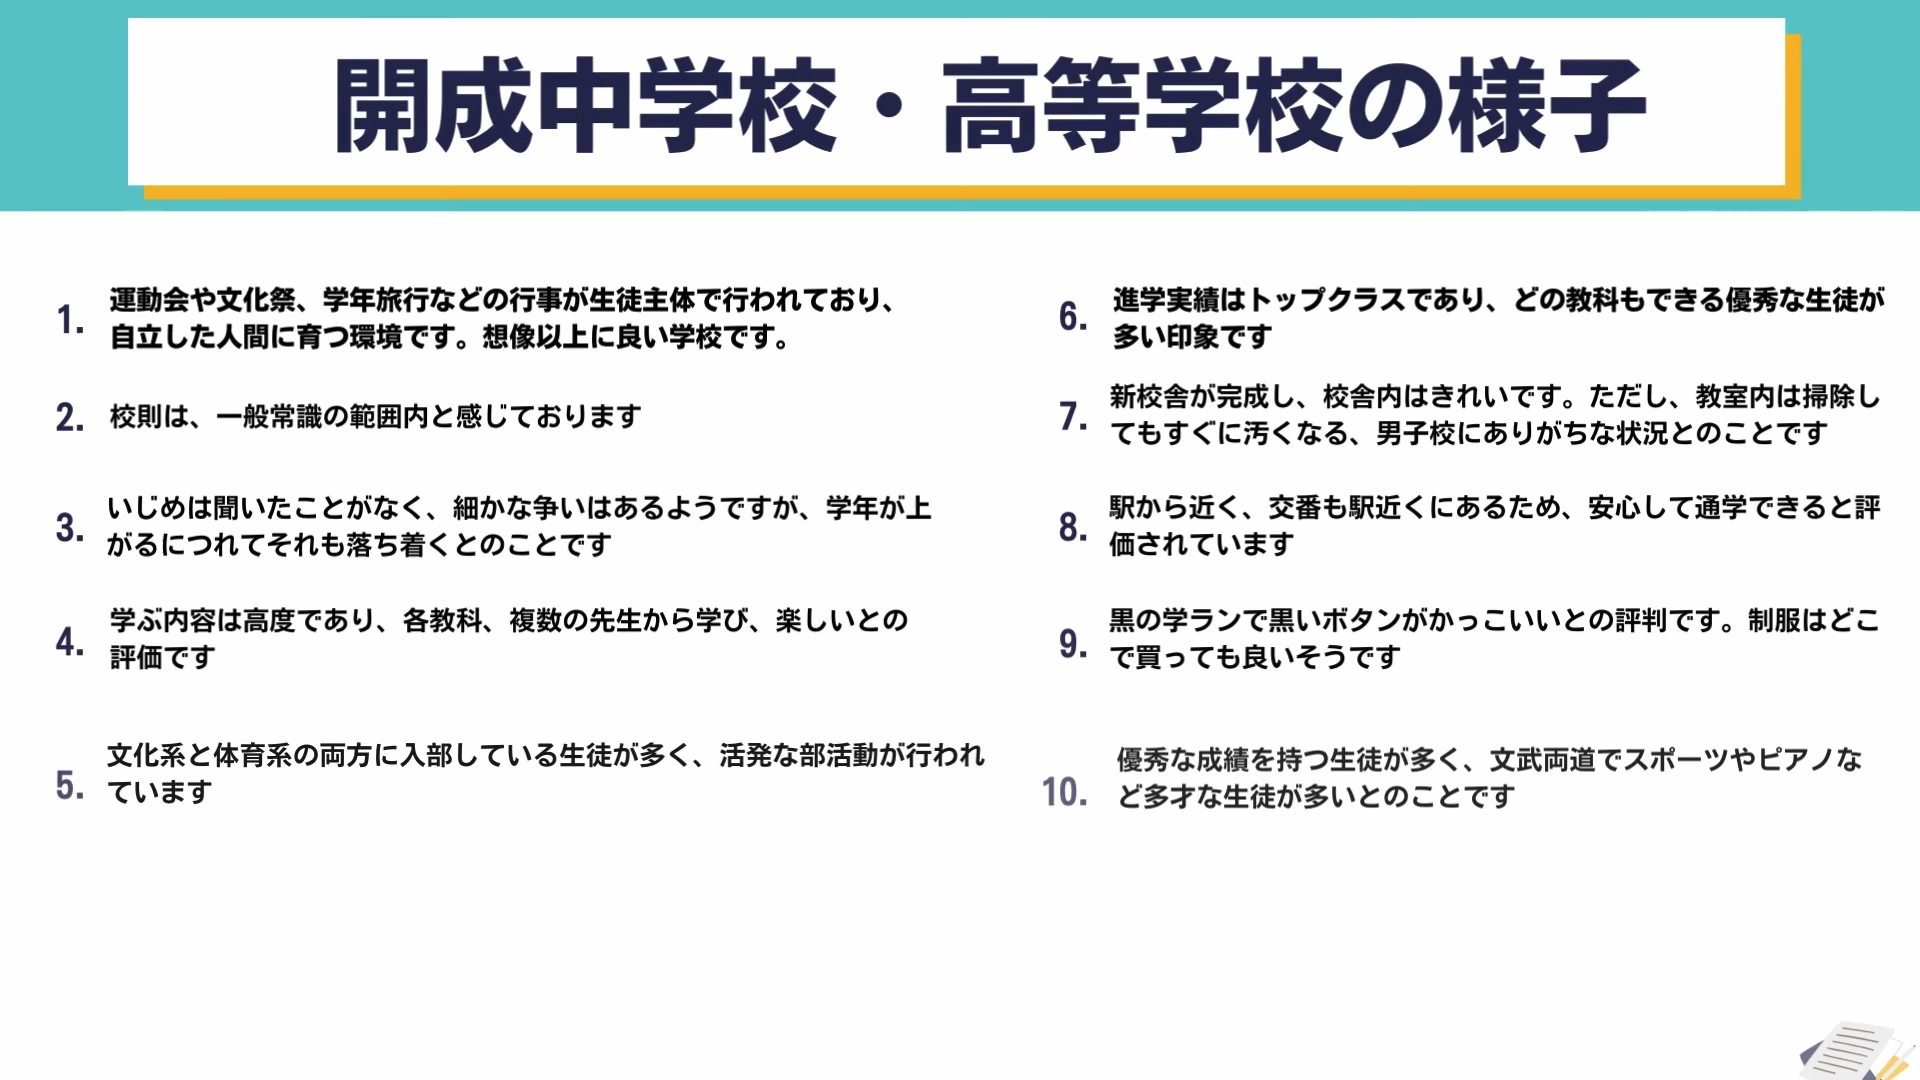 開成中学校・高等学校の様子
1. 運動会や文化祭、学年旅行などの行事が生徒主体で行われており、
自立した人間に育つ環境です。想像以上に良い学校です。
2. 校則は、一般常識の範囲内と感じております
3. いじめは聞いたことがなく、細かな争いはあるようですが、学年が上
がるにつれてそれも落ち着くとのことです
4. 学ぶ内容は高度であり、各教科、複数の先生から学び、楽しいとの
評価です
5. 文化系と体育系の両方に入部している生徒が多く、活発な部活動が行われ
ています
6. 進学実績はトップクラスであり、どの教科もできる優秀な生徒が
多い印象です
7. 新校舎が完成し、校舎内はきれいです。ただし、教室内は掃除し
てもすぐに汚くなる、男子校にありがちな状況とのことです
8. 駅から近く、交番も駅近くにあるため、安心して通学できると評
価されています
9. 黒の学ランで黒いボタンがかっこいいとの評判です。制服はどこ
で買っても良いそうです
10. 優秀な成績を持つ生徒が多く、文武両道でスポーツやピアノな
ど多才な生徒が多いとのことです